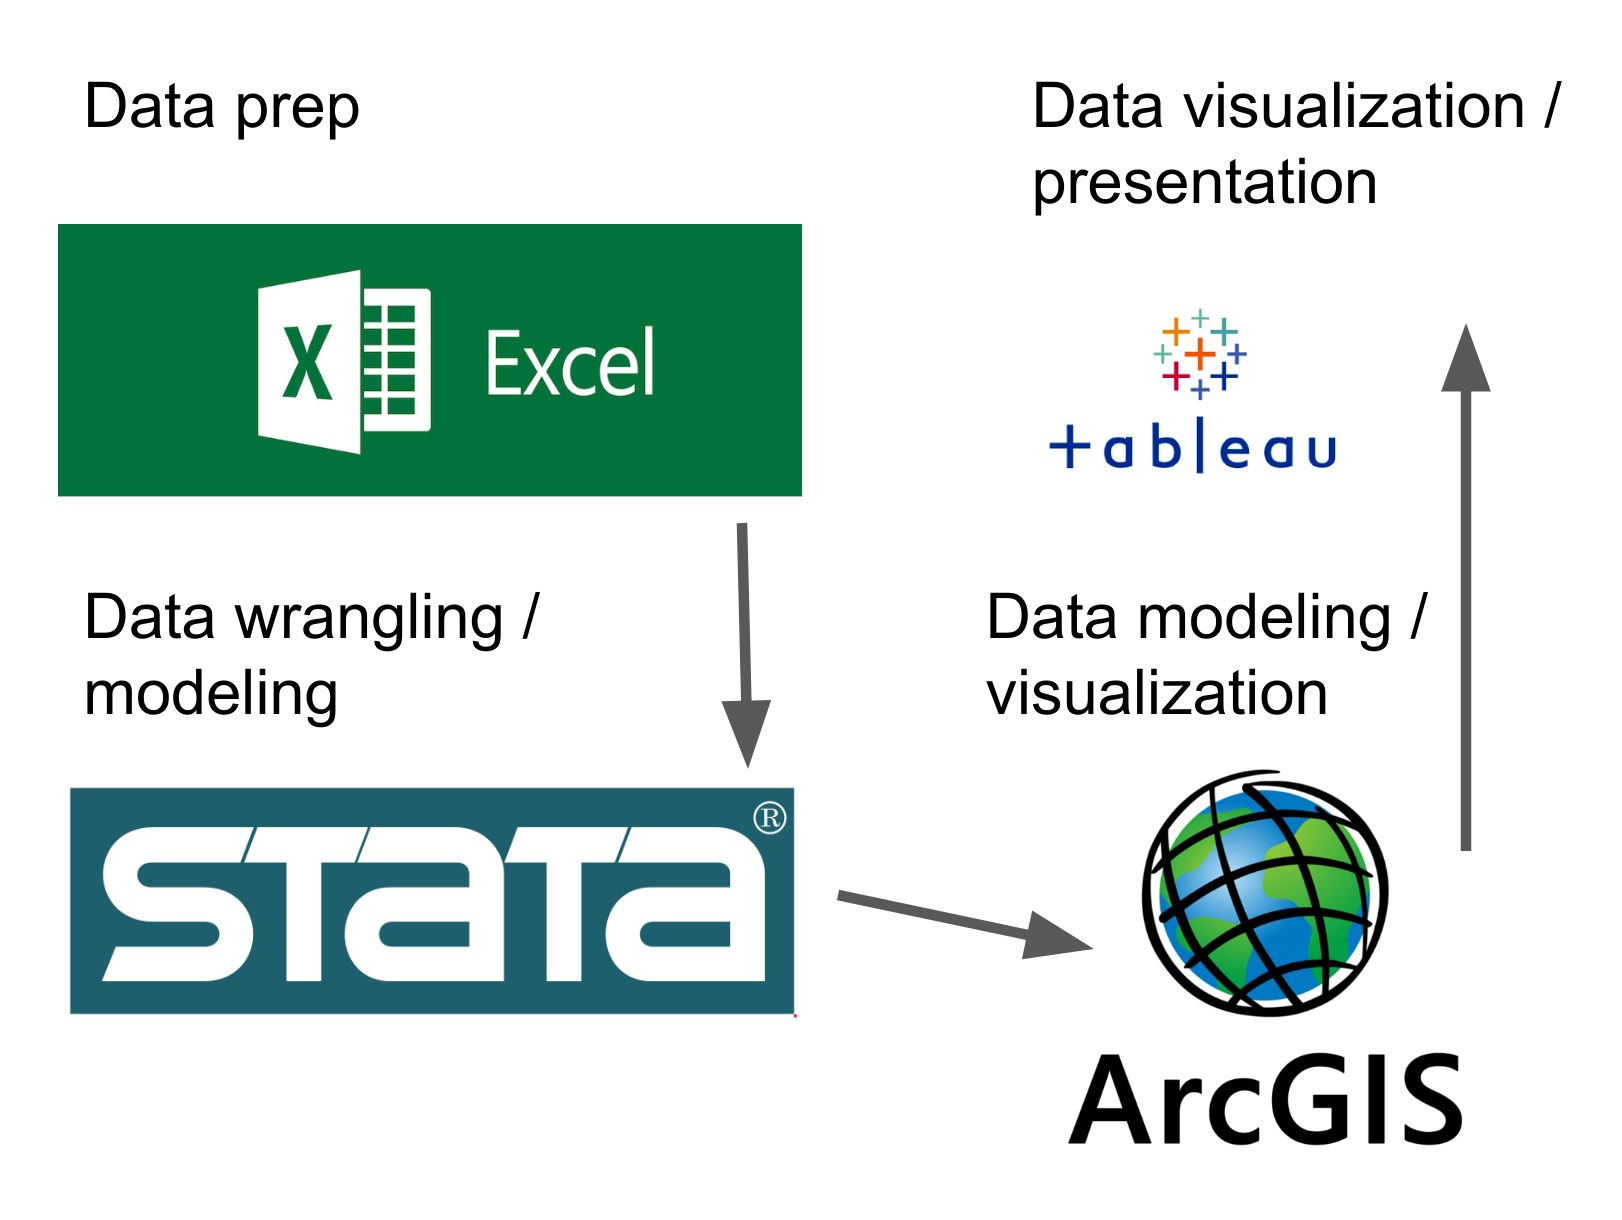 Data prep
X Excel
Data wrangling /
modeling
STATA®
Data visualization /
presentation
+ableau
Data modeling /
visualization
ArcGIS